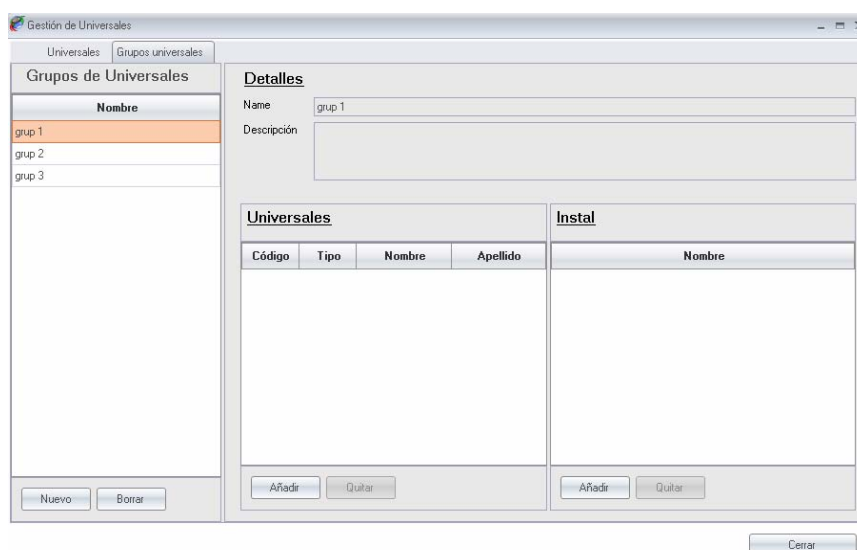 Gestión de Universales
Universales Grupos universales
Grupos de Universales
Nombre
grup 1
grup 2
grup 3
Nuevo Borrar
Detalles
Name grup 1
Descripción
Universales
Código Tipo Nombre Apellido
Añadir Quitar
Instal
Nombre
Añadir Quitar
Cerrar